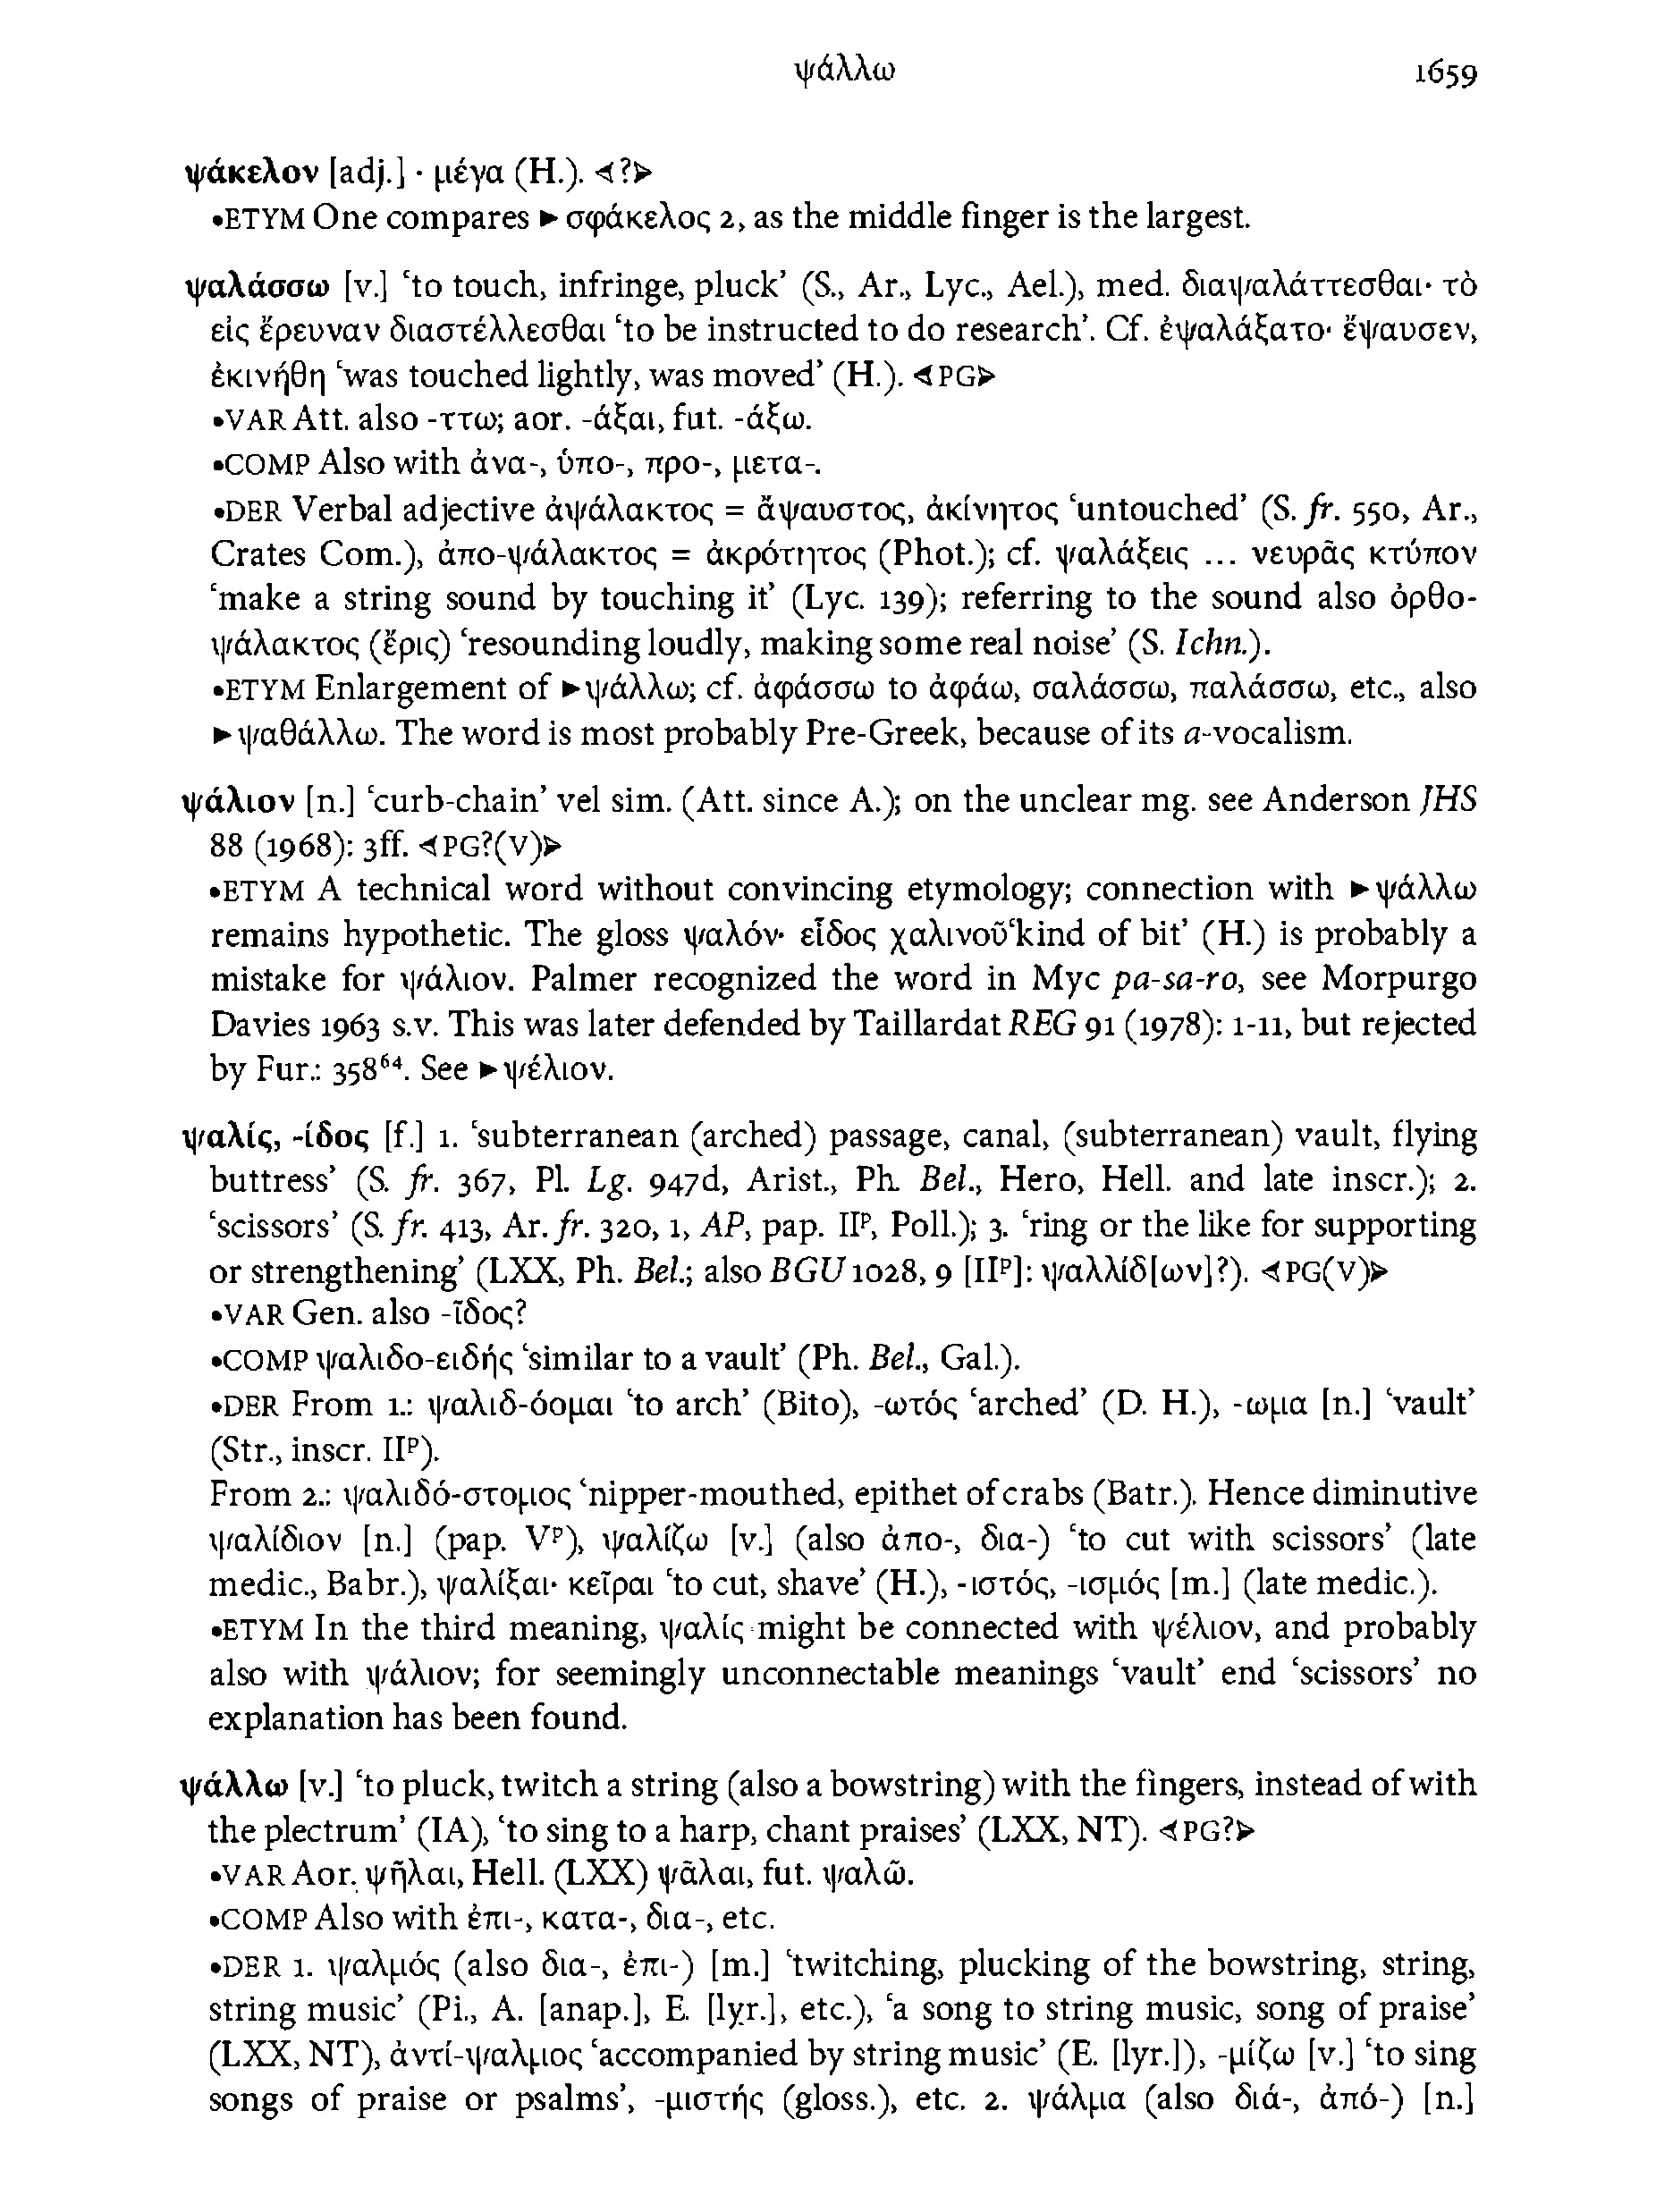 ψάλλω 1659
ψάκελον [adj.] · μέγα (H.). ⊲?⊳
•ETYM One compares ► σφάκελος 2, as the middle finger is the largest.
ψαλάσσω [v.] ‘to touch, infringe, pluck’ (S., Ar., Lyc., Ael.), med. διαψαλάττεσθαι· τὸ
εἰς ἔρευναν διαστέλλεσθαι ‘to be instructed to do research’. Cf. ἐψαλάξατο· ἔψαυσεν,
ἐκινήθη ‘was touched lightly, was moved’ (H.). ⊲PG⊳
•VAR Att. also -ττω; aor. -άξαι, fut. -άξω.
•COMP Also with ἀνα-, ὑπο-, προ-, μετα-.
•DER Verbal adjective ἀψάλακτος = ἄψαυστος, ἀκίνητος ‘untouched’ (S. fr. 550, Ar.,
Crates Com.), ἀπο-ψάλακτος = ἀκρότητος (Phot.); cf. ψαλάξεις ... νευρᾶς κτύπον
‘make a string sound by touching it’ (Lyc. 139); referring to the sound also ὀρθο-
ψάλακτος (ἔρις) ‘resounding loudly, making some real noise’ (S. Ichn.).
•ETYM Enlargement of ►ψάλλω; cf. ἀφάσσω to ἀφάω, σαλάσσω, παλάσσω, etc., also
►ψαθάλλω. The word is most probably Pre-Greek, because of its a-vocalism.
ψάλιον [n.] ‘curb-chain’ vel sim. (Att. since A.); on the unclear mg. see Anderson JHS
88 (1968): 3ff. ⊲PG?(V)⊳
•ETYM A technical word without convincing etymology; connection with ►ψάλλω
remains hypothetic. The gloss ψαλόν· εἶδος χαλινοῦ‘kind of bit’ (H.) is probably a
mistake for ψάλιον. Palmer recognized the word in Myc pa-sa-ro, see Morpurgo
Davies 1963 s.v. This was later defended by Taillardat REG 91 (1978): 1-11, but rejected
by Fur.: 358⁶⁴. See ►ψέλιον.
ψαλίς, -ίδος [f.] 1. ‘subterranean (arched) passage, canal, (subterranean) vault, flying
buttress’ (S. fr. 367, Pl. Lg. 947d, Arist., Ph. Bel., Hero, Hell. and late inscr.); 2.
‘scissors’ (S. fr. 413, Ar. fr. 320, 1, AP, pap. IIᵖ, Poll.); 3. ‘ring or the like for supporting
or strengthening’ (LXX, Ph. Bel.; also BGU 1028, 9 [IIᵖ]: ψαλλίδ[ων]?). ⊲PG(V)⊳
•VAR Gen. also -ῖδος?
•COMP ψαλιδο-ειδής ‘similar to a vault’ (Ph. Bel., Gal.).
•DER From 1.: ψαλιδ-όομαι ‘to arch’ (Bito), -ωτός ‘arched’ (D. H.), -ωμα [n.] ‘vault’
(Str., inscr. IIᵖ).
From 2.: ψαλιδό-στομος ‘nipper-mouthed, epithet of crabs (Batr.). Hence diminutive
ψαλίδιον [n.] (pap. Vᵖ), ψαλίζω [v.] (also ἀπο-, δια-) ‘to cut with scissors’ (late
medic., Babr.), ψαλίξαι· κεῖραι ‘to cut, shave’ (H.), -ιστός, -ισμός [m.] (late medic.).
•ETYM In the third meaning, ψαλίς might be connected with ψέλιον, and probably
also with ψάλιον; for seemingly unconnectable meanings ‘vault’ end ‘scissors’ no
explanation has been found.
ψάλλω [v.] ‘to pluck, twitch a string (also a bowstring) with the fingers, instead of with
the plectrum’ (IA), ‘to sing to a harp, chant praises’ (LXX, NT). ⊲PG?⊳
•VAR Aor. ψῆλαι, Hell. (LXX) ψᾶλαι, fut. ψαλῶ.
•COMP Also with ἐπι-, κατα-, δια-, etc.
•DER 1. ψαλμός (also δια-, ἐπι-) [m.] ‘twitching, plucking of the bowstring, string,
string music’ (Pi., A. [anap.], E. [lyr.], etc.), ‘a song to string music, song of praise’
(LXX, NT), ἀντί-ψαλμος ‘accompanied by string music’ (E. [lyr.]), -μίζω [v.] ‘to sing
songs of praise or psalms’, -μιστής (gloss.), etc. 2. ψάλμα (also διά-, ἀπό-) [n.]